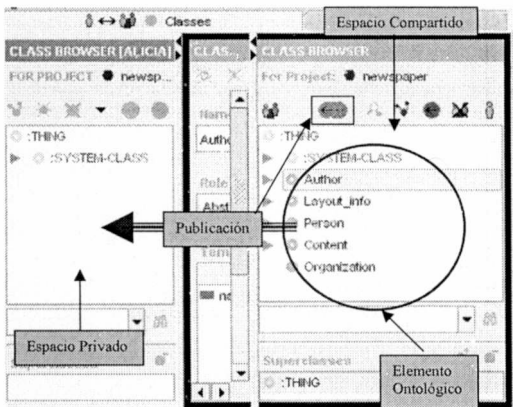 Classes
Espacio Compartido
CLASS BROWSER [ALICIA]
FOR PROJECT newsp...
:THING
:SYSTEM-CLASS
CLAS...
Autho
Role
Abst
CLASS BROWSER
For Project: newspaper
:THING
:SYSTEM-CLASS
Author
Layout_info
Person
Content
Organization
Publicación
Espacio Privado
Superclasses
:THING
Elemento
Ontológico